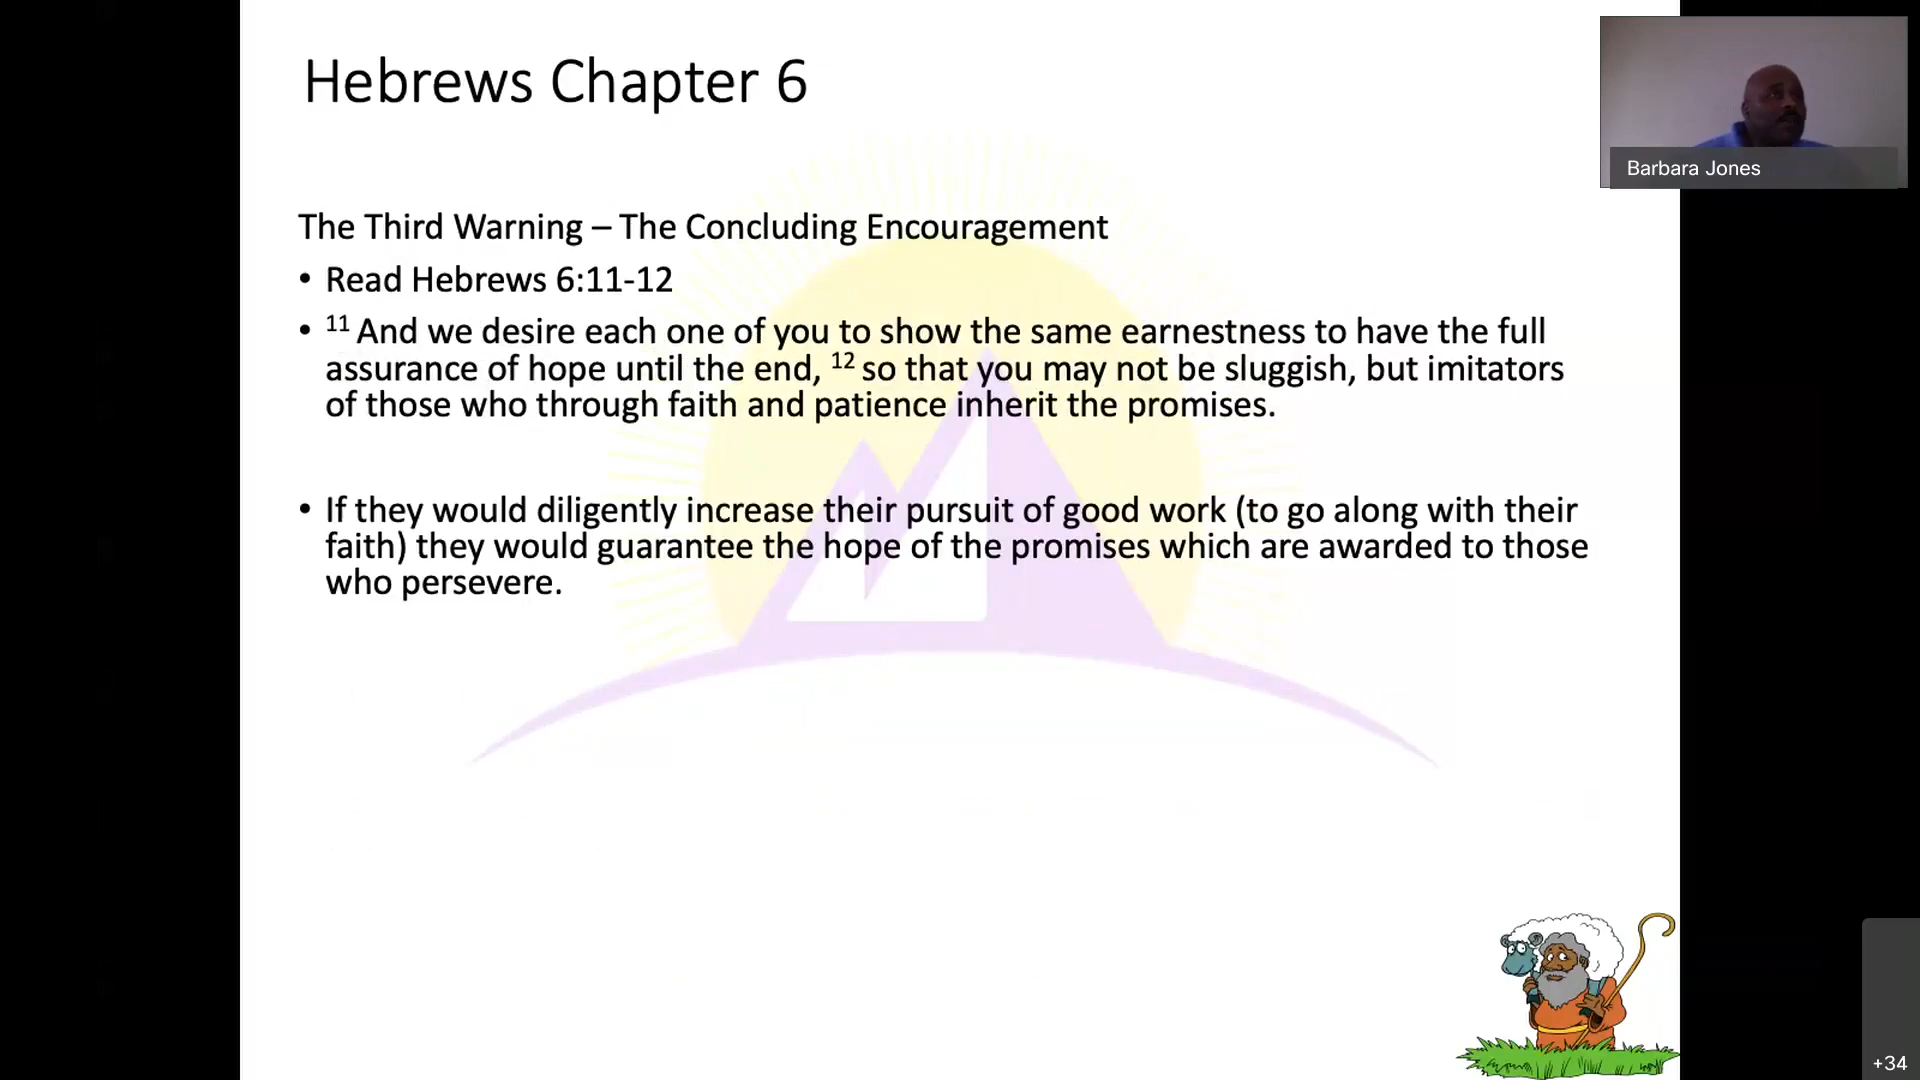 Hebrews Chapter 6
Barbara Jones
The Third Warning – The Concluding Encouragement
• Read Hebrews 6:11-12
• 11 And we desire each one of you to show the same earnestness to have the full
assurance of hope until the end, 12 so that you may not be sluggish, but imitators
of those who through faith and patience inherit the promises.
• If they would diligently increase their pursuit of good work (to go along with their
faith) they would guarantee the hope of the promises which are awarded to those
who persevere.
+34